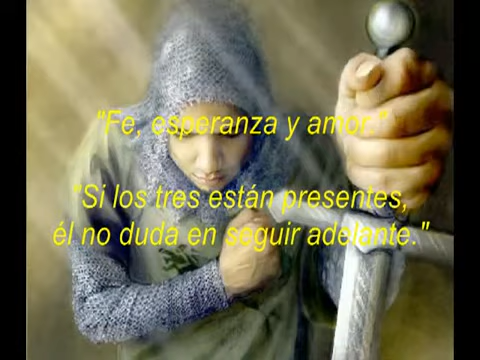 "Fe, esperanza y amor."
"Si los tres están presentes,
él no duda en seguir adelante."